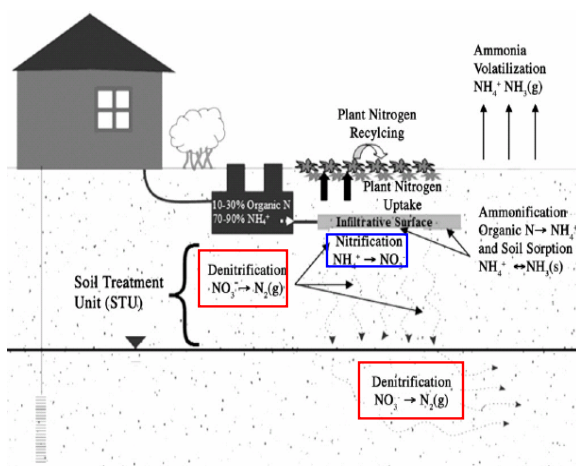 Ammonia
Volatilization
NH₄⁺ NH₃(g)
Plant Nitrogen
Recylcing
10-30% Organic N
70-90% NH₄⁺
Plant Nitrogen
Uptake
Infiltrative Surface
Ammonification
Organic N→ NH₄⁺
and Soil Sorption
NH₄⁺ ↔NH₃(s)
Nitrification
NH₄⁺ → NO₃⁻
Soil Treatment
Unit (STU)
Denitrification
NO₃⁻→ N₂(g)
Denitrification
NO₃⁻ → N₂(g)